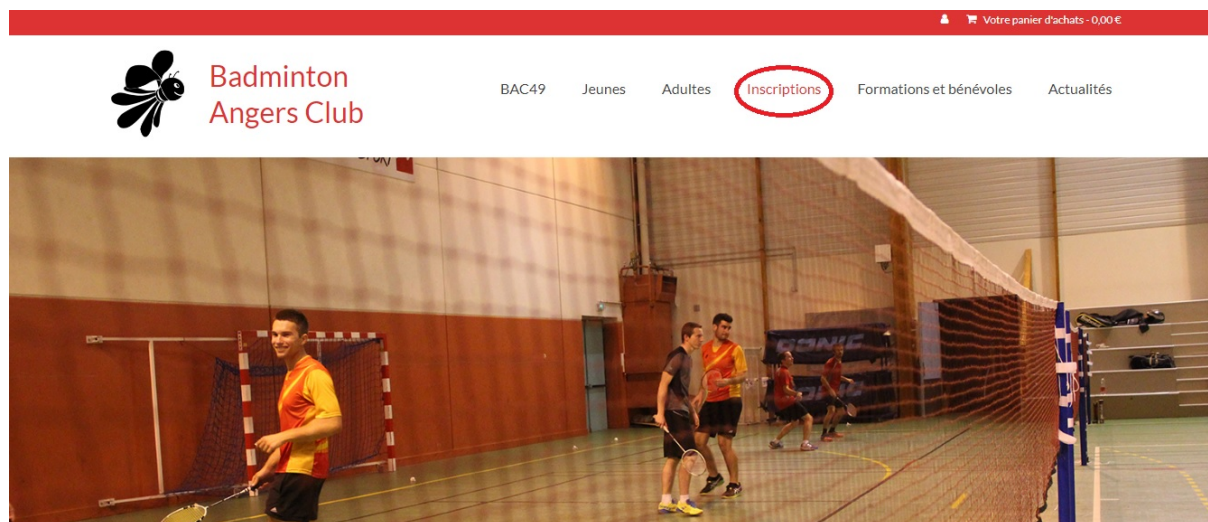 Votre panier d'achats - 0,00 €
Badminton
Angers Club
BAC49 Jeunes Adultes Inscriptions Formations et bénévoles Actualités